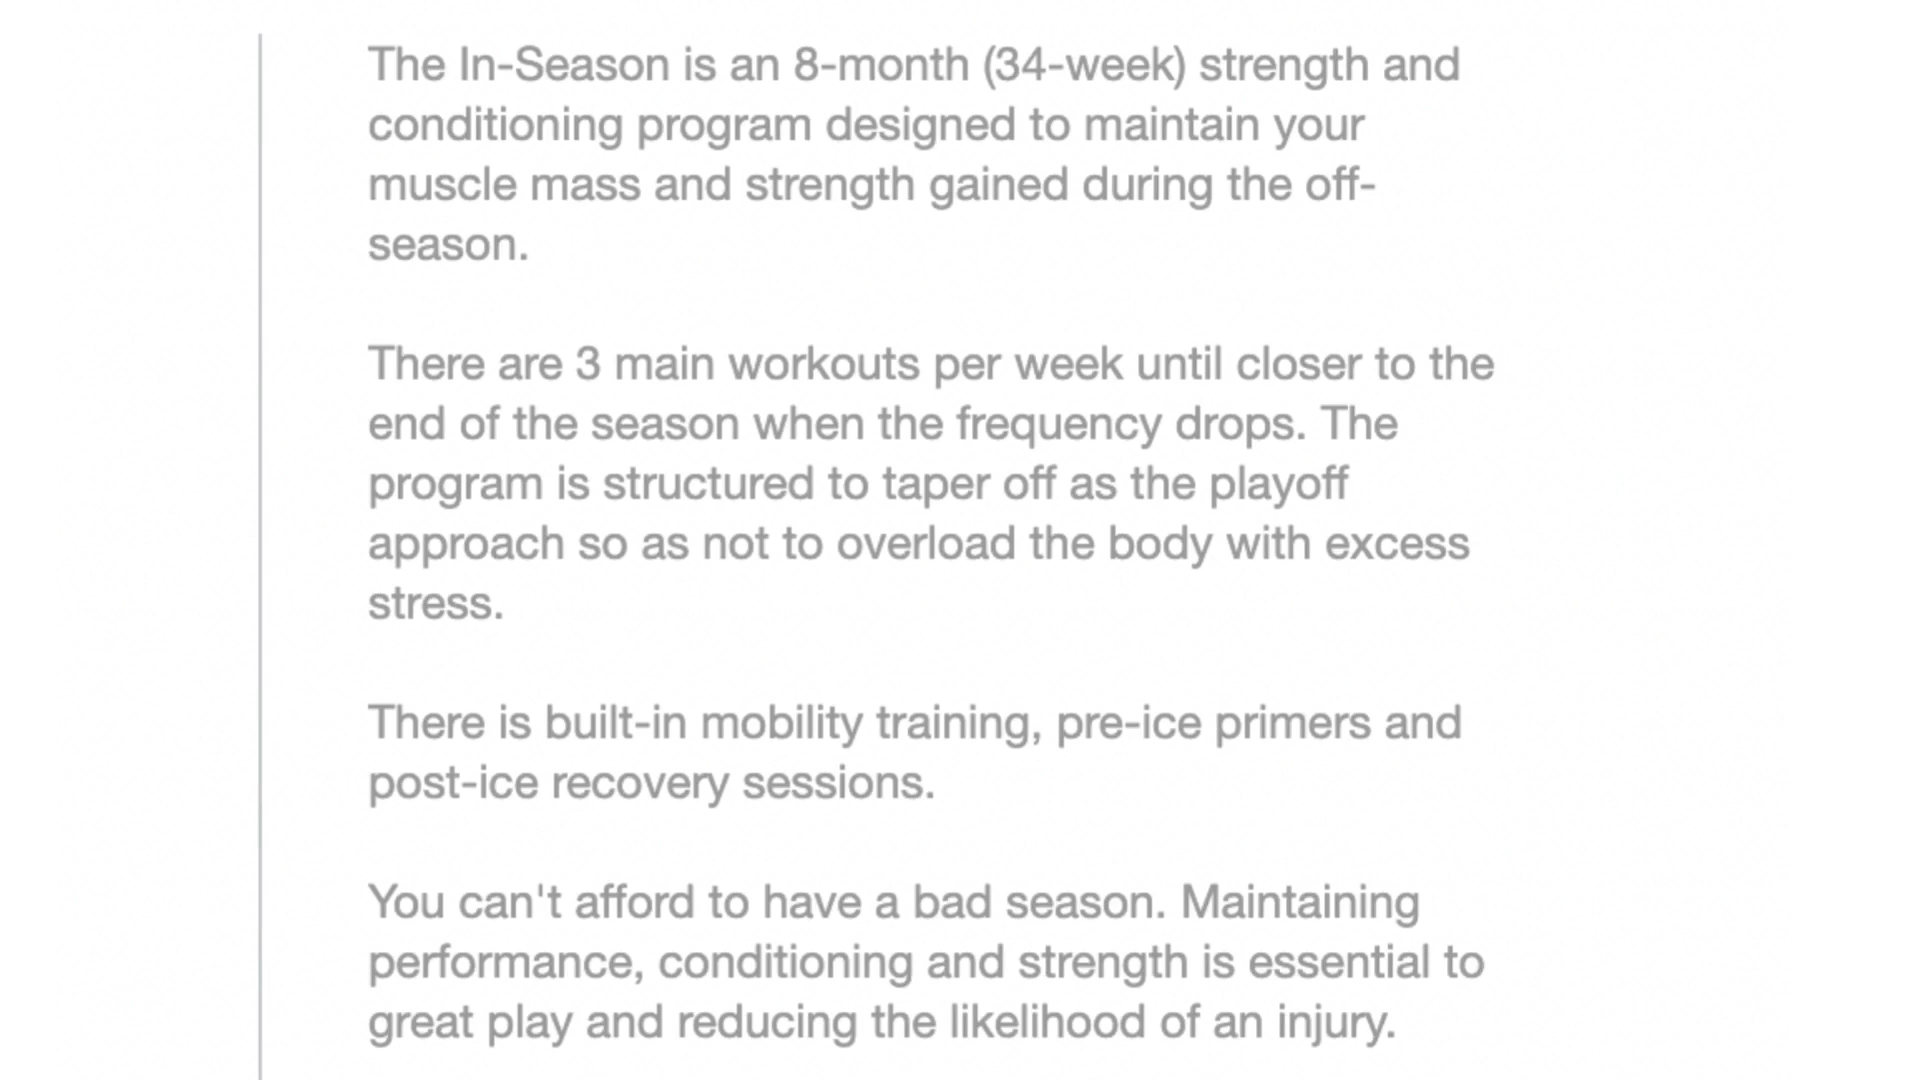 The In-Season is an 8-month (34-week) strength and
conditioning program designed to maintain your
muscle mass and strength gained during the off-
season.
There are 3 main workouts per week until closer to the
end of the season when the frequency drops. The
program is structured to taper off as the playoff
approach so as not to overload the body with excess
stress.
There is built-in mobility training, pre-ice primers and
post-ice recovery sessions.
You can't afford to have a bad season. Maintaining
performance, conditioning and strength is essential to
great play and reducing the likelihood of an injury.